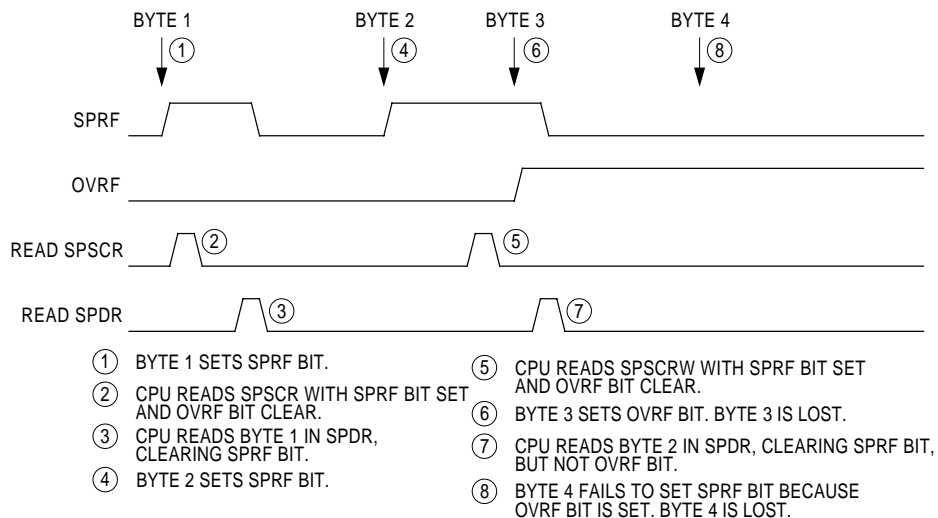 BYTE 1 BYTE 2 BYTE 3 BYTE 4
1 4 6 8
SPRF
OVRF
READ SPSCR 2 5
READ SPDR 3 7
1 BYTE 1 SETS SPRF BIT.
2 CPU READS SPSCR WITH SPRF BIT SET
AND OVRF BIT CLEAR.
3 CPU READS BYTE 1 IN SPDR,
CLEARING SPRF BIT.
4 BYTE 2 SETS SPRF BIT.
5 CPU READS SPSCRW WITH SPRF BIT SET
AND OVRF BIT CLEAR.
6 BYTE 3 SETS OVRF BIT. BYTE 3 IS LOST.
7 CPU READS BYTE 2 IN SPDR, CLEARING SPRF BIT,
BUT NOT OVRF BIT.
8 BYTE 4 FAILS TO SET SPRF BIT BECAUSE
OVRF BIT IS SET. BYTE 4 IS LOST.